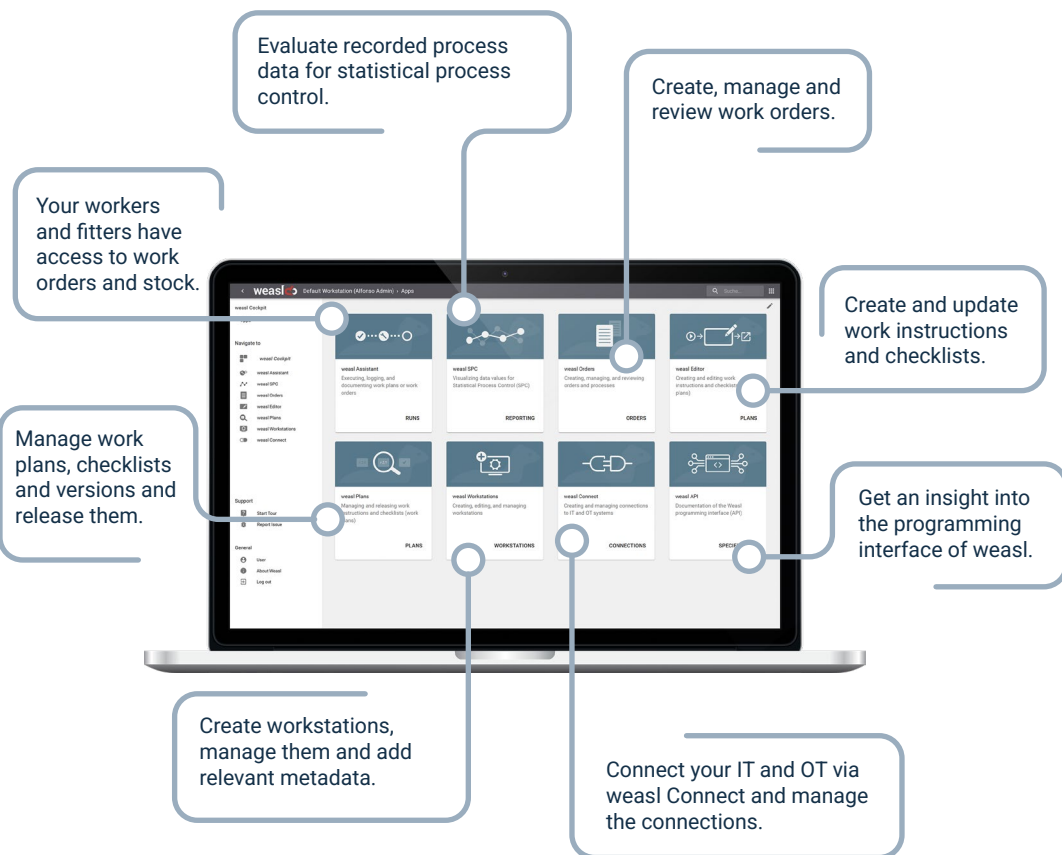 Evaluate recorded process
data for statistical process
control.
Create, manage and
review work orders.
Your workers
and fitters have
access to work
orders and stock.
Create and update
work instructions
and checklists.
Manage work
plans, checklists
and versions and
release them.
Get an insight into
the programming
interface of weasl.
Create workstations,
manage them and add
relevant metadata.
Connect your IT and OT via
weasl Connect and manage
the connections.
weasl
Default Workstation (Alfonso Admin) › Apps
weasl Cockpit
Navigate to
weasl Cockpit
weasl Assistant
weasl SPC
weasl Orders
weasl Editor
weasl Plans
weasl Workstations
weasl Connect
Support
Start Tour
Report Issue
General
User
About Weasl
Log out
weasl Assistant
Executing, logging, and
documenting work plans or work
orders
RUNS
weasl SPC
Visualizing data values for
Statistical Process Control (SPC)
REPORTING
weasl Orders
Creating, managing, and reviewing
orders and processes
ORDERS
weasl Editor
Creating and editing work
instructions and checklists
plans)
PLANS
weasl Plans
Managing and releasing work
instructions and checklists (work
plans)
PLANS
weasl Workstations
Creating, editing, and managing
workstations
WORKSTATIONS
weasl Connect
Creating and managing connections
to IT and OT systems
CONNECTIONS
weasl API
Documentation of the Weasl
programming interface (API)